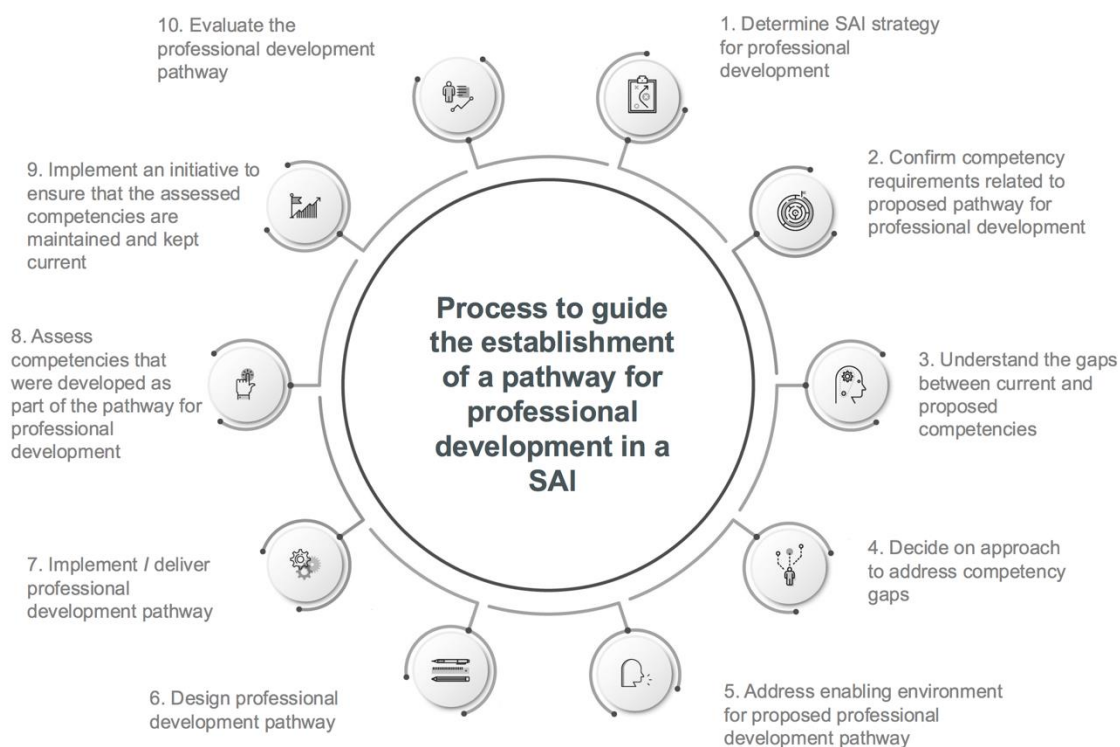 10. Evaluate the
professional development
pathway
1. Determine SAI strategy
for professional
development
9. Implement an initiative to
ensure that the assessed
competencies are
maintained and kept
current
2. Confirm competency
requirements related to
proposed pathway for
professional development
Process to guide
the establishment
of a pathway for
professional
development in a
SAI
8. Assess
competencies that
were developed as
part of the pathway for
professional
development
3. Understand the gaps
between current and
proposed
competencies
7. Implement / deliver
professional
development pathway
4. Decide on approach
to address competency
gaps
6. Design professional
development pathway
5. Address enabling environment
for proposed professional
development pathway